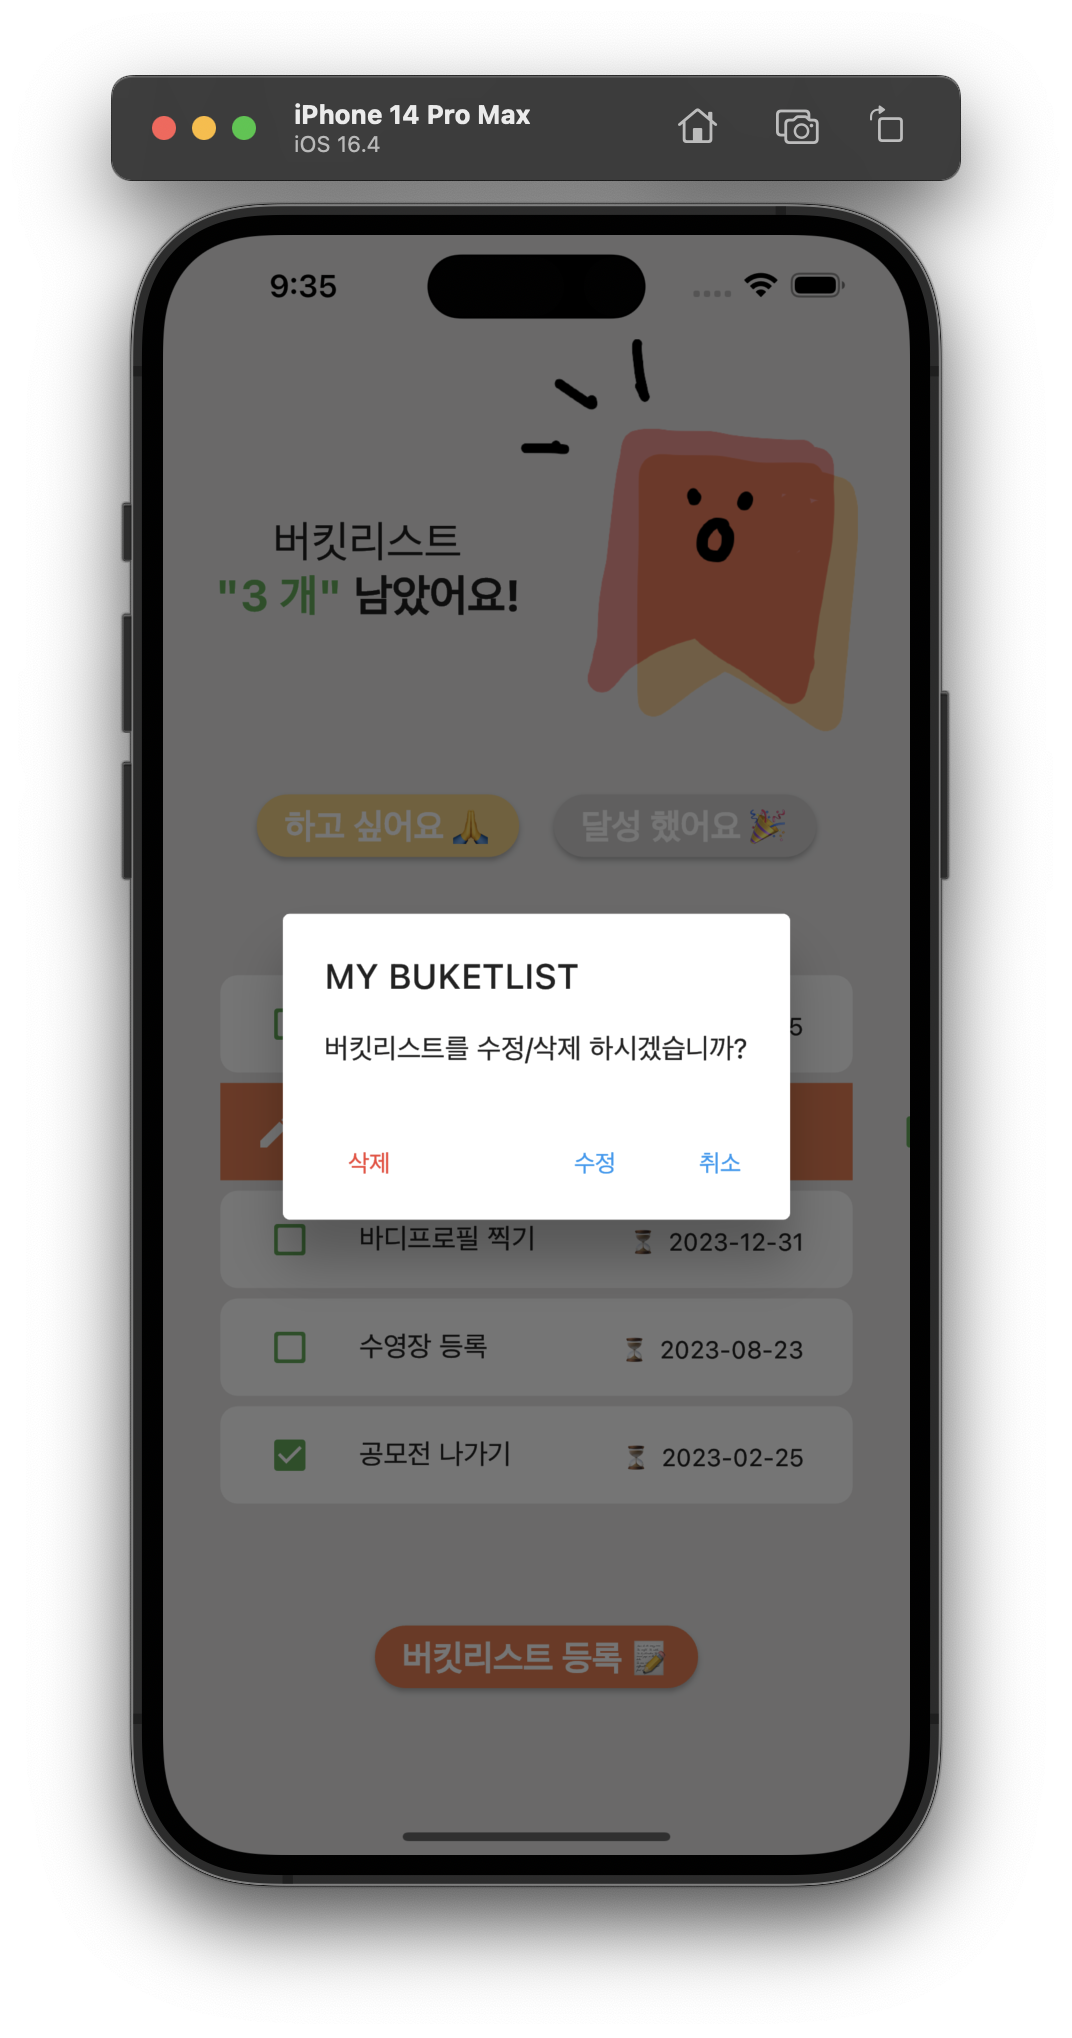 iPhone 14 Pro Max
iOS 16.4
9:35
버킷리스트
"3 개" 남았어요!
하고 싶어요 🙏 달성 했어요 🎉
MY BUKETLIST
버킷리스트를 수정/삭제 하시겠습니까?
5
삭제 수정 취소
바디프로필 찍기 ⏳ 2023-12-31
수영장 등록 ⏳ 2023-08-23
공모전 나가기 ⏳ 2023-02-25
버킷리스트 등록 📝